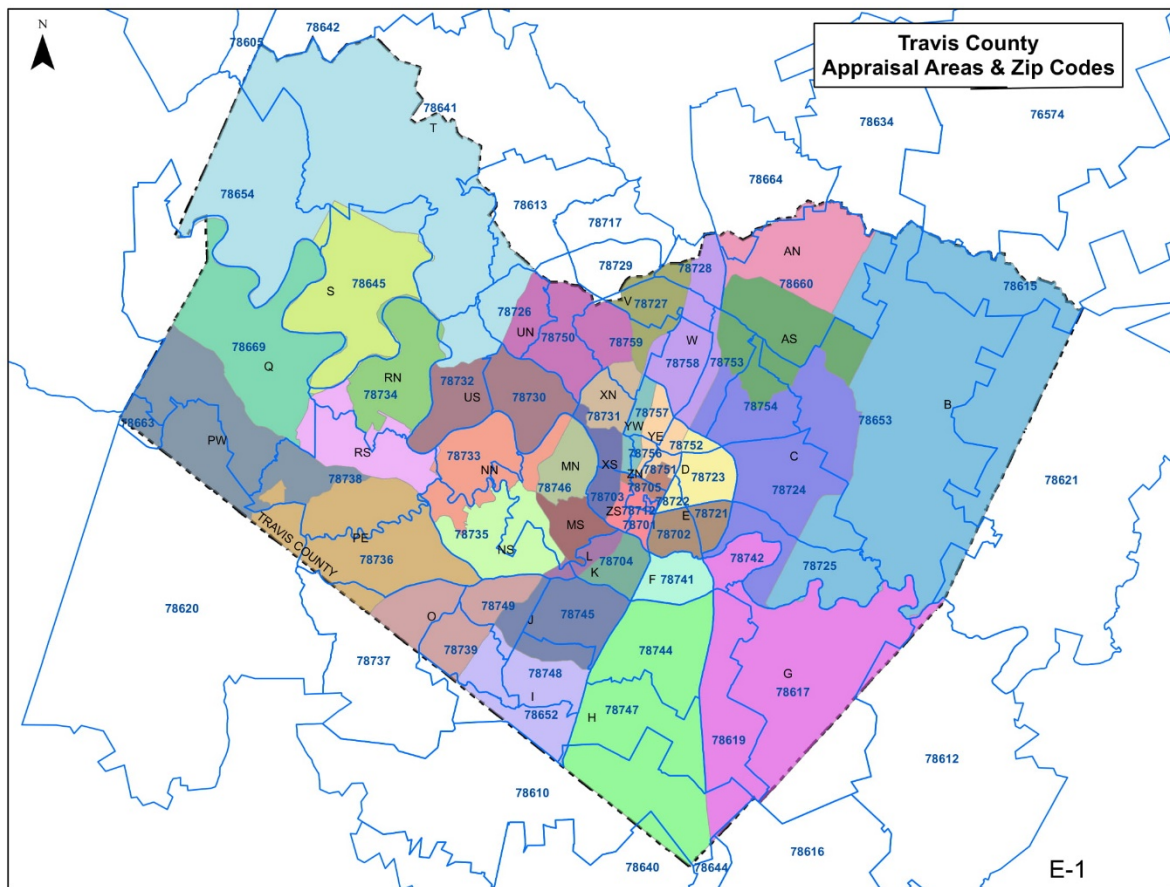 N
Travis County
Appraisal Areas & Zip Codes
78642
78605
78641
T
78634
76574
78664
78654
78613
78717
78729
78728
AN
78660
78615
S
78645
V
78727
78726
UN
78750
78759
W
78758
78753
AS
78669
Q
RN
78734
78732
US
78730
XN
78731
78757
YW
YE
78752
78754
78653
B
78663
PW
RS
78738
78733
NN
MN
78746
XS
78703
78756
ZN
78751
78705
D
78723
C
78724
78621
78722
ZS
78712
78701
E
78721
78702
MS
TRAVIS COUNTY
PE
78736
78735
NS
L
78704
K
78742
78725
F
78741
78620
O
78749
J
78745
78739
78737
78748
I
78652
78744
78747
H
G
78617
78619
78612
78610
78640
78644
78616
E-1